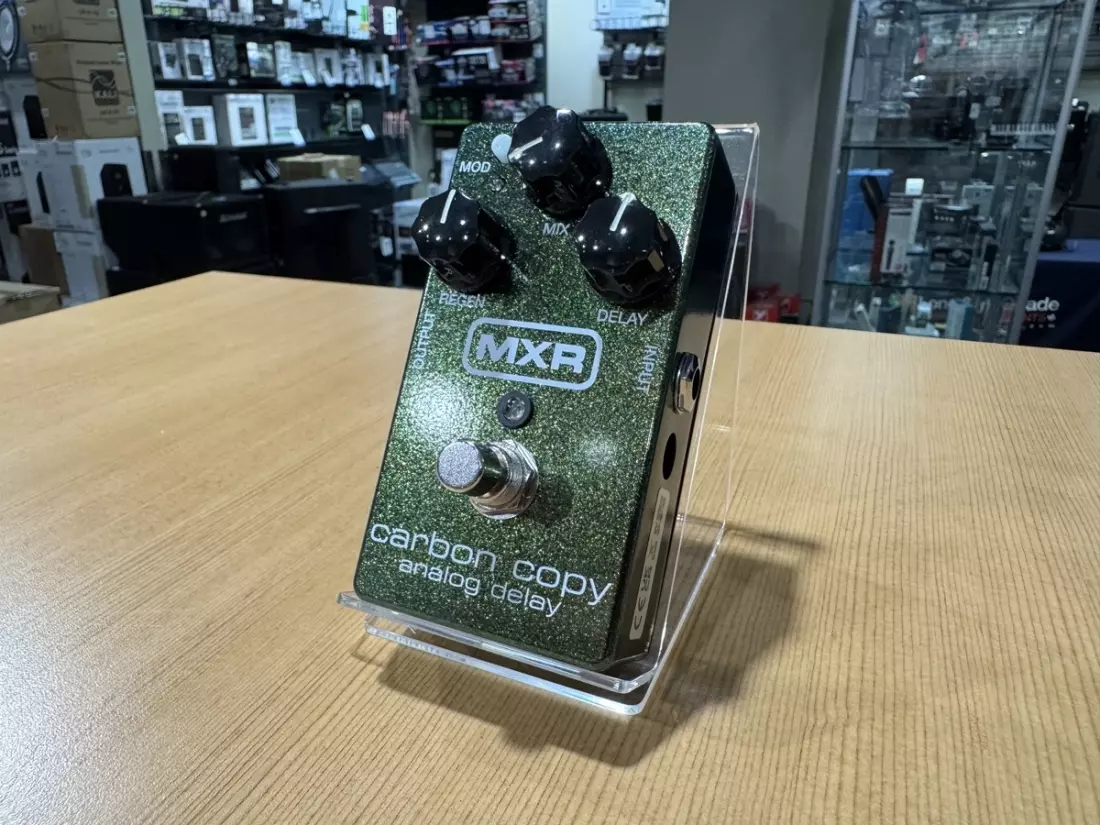 MOD
MIX
REGEN
DELAY
OUTPUT
INPUT
MXR
carbon copy
analog delay